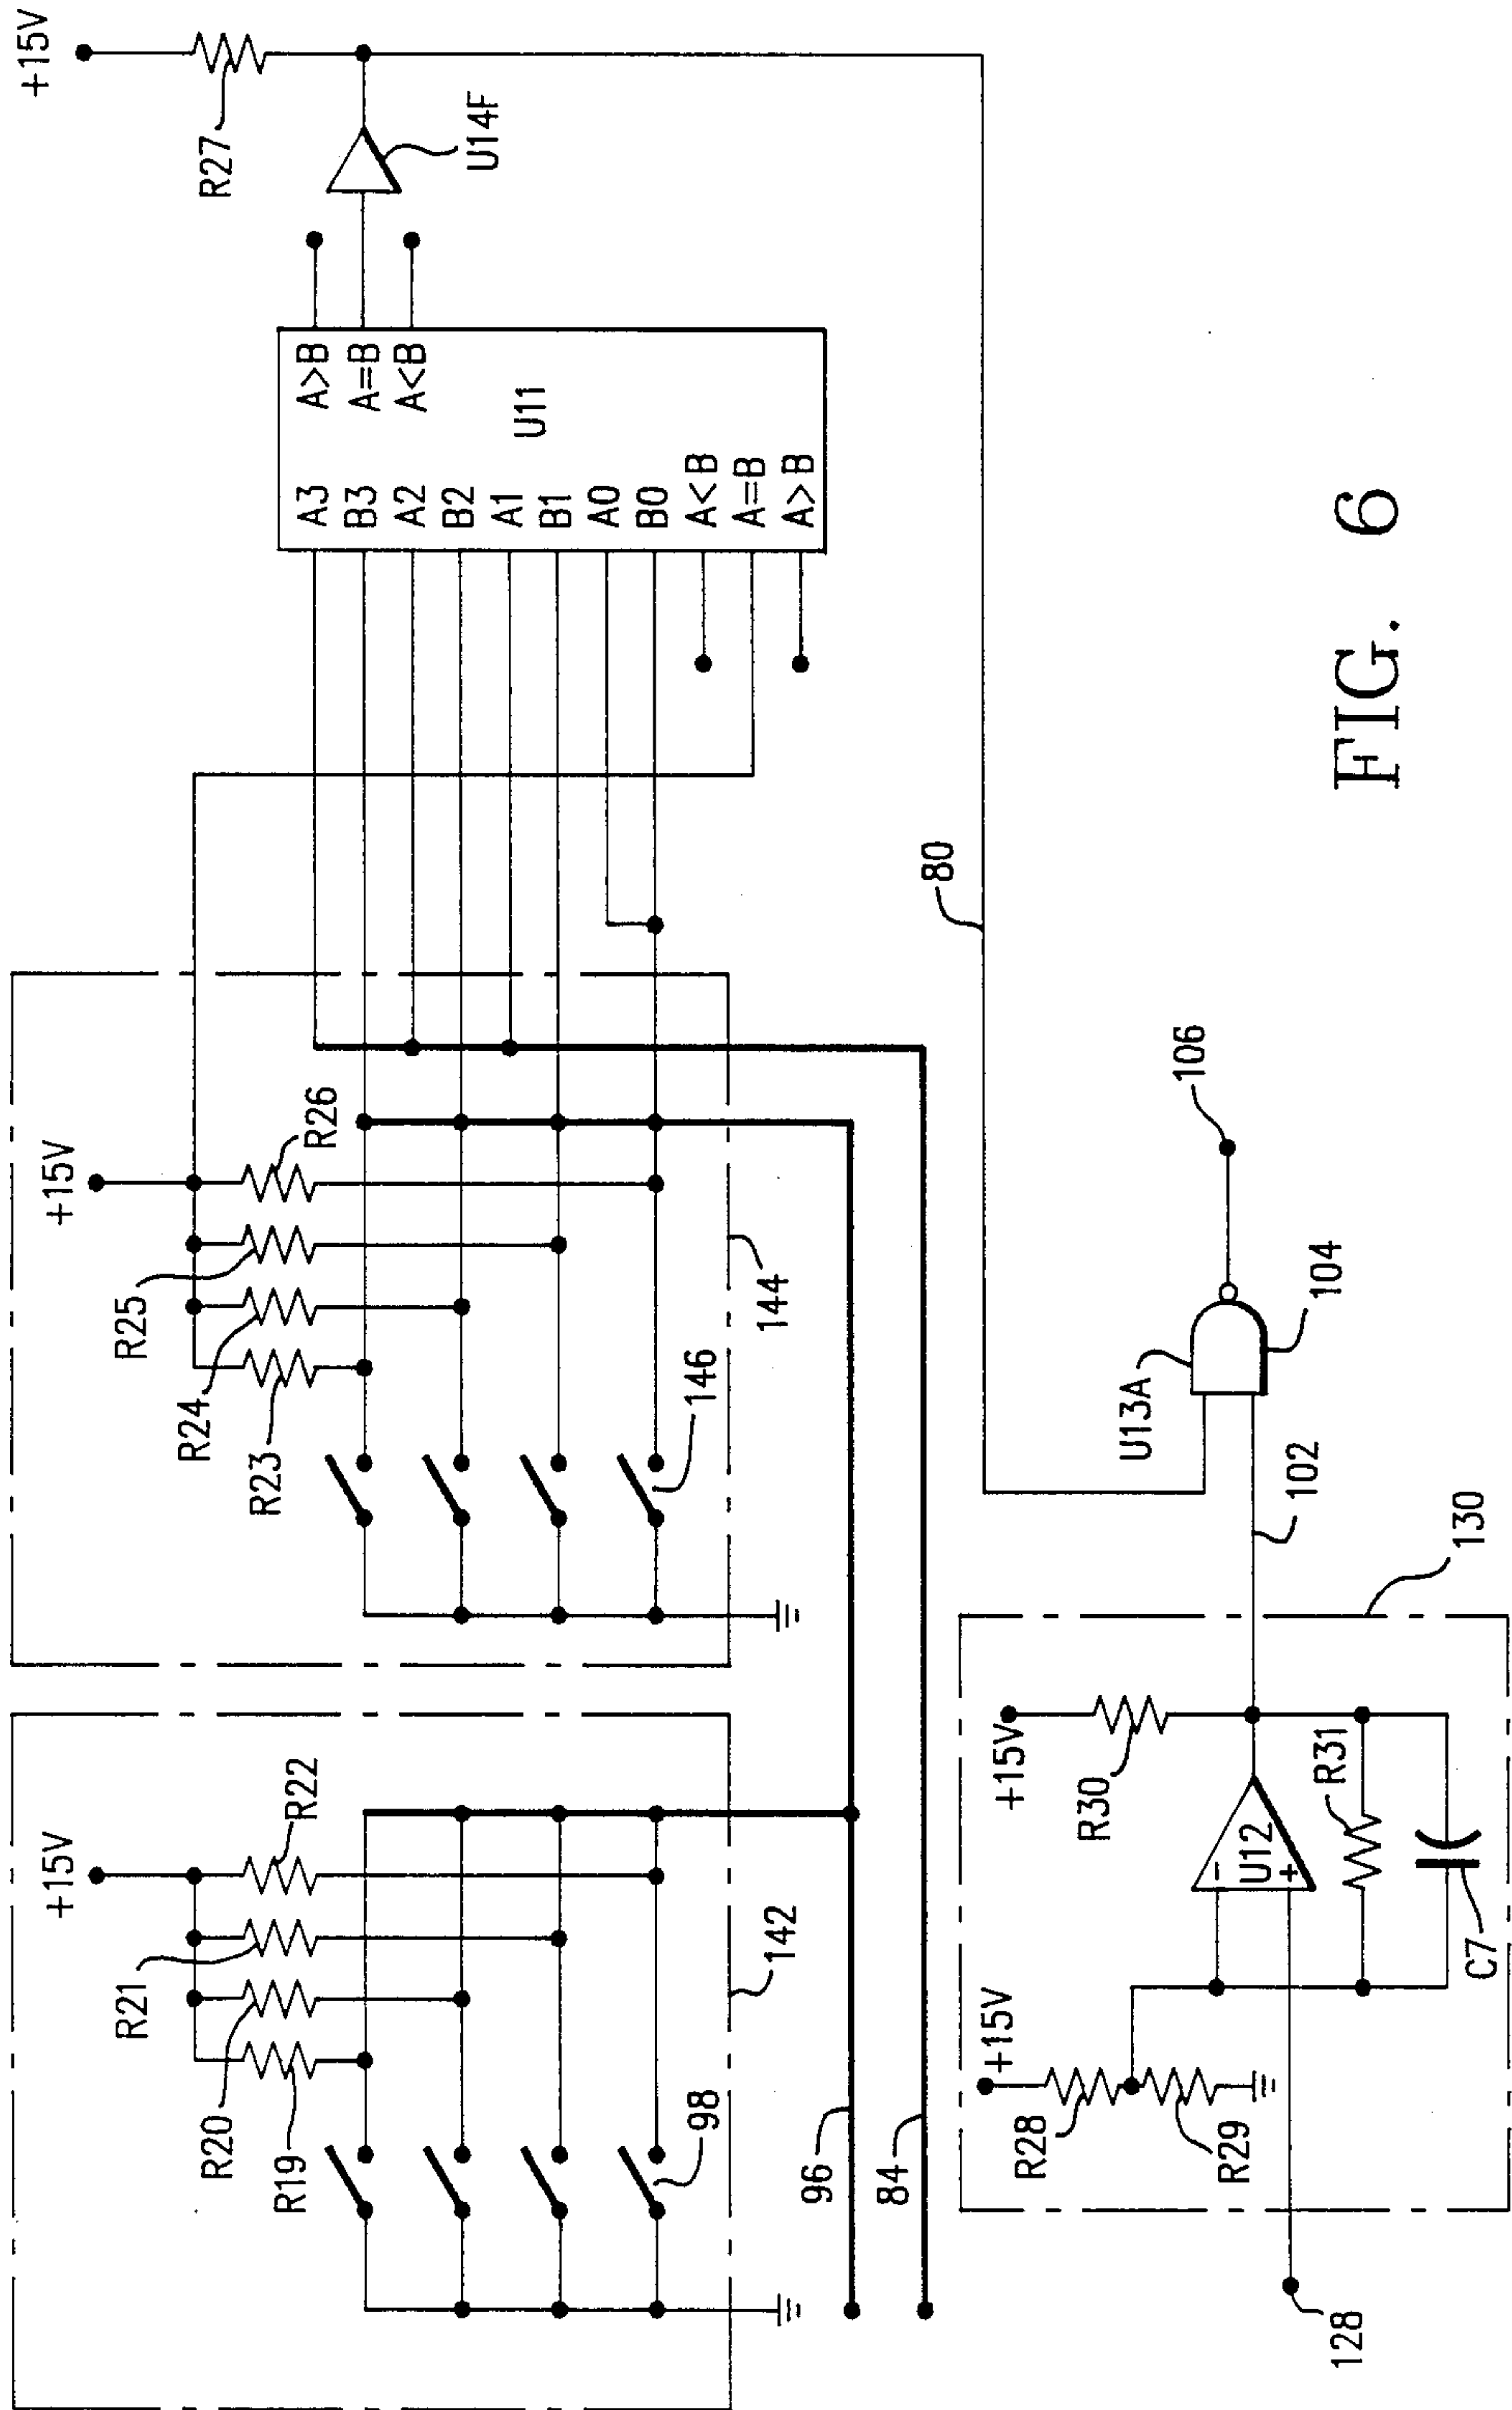 +15V
R22
R21
R20
R19
98
142
+15V
R26
R25
R24
R23
146
144
A3
B3
A2
B2
A1
B1
A0
B0
A<B
A=B
A>B
U11
A>B
A=B
A<B
U14F
R27
+15V
96
84
80
+15V
R28
R29
128
+15V
R30
U12
-
+
R31
C7
130
102
U13A
104
106
FIG. 6